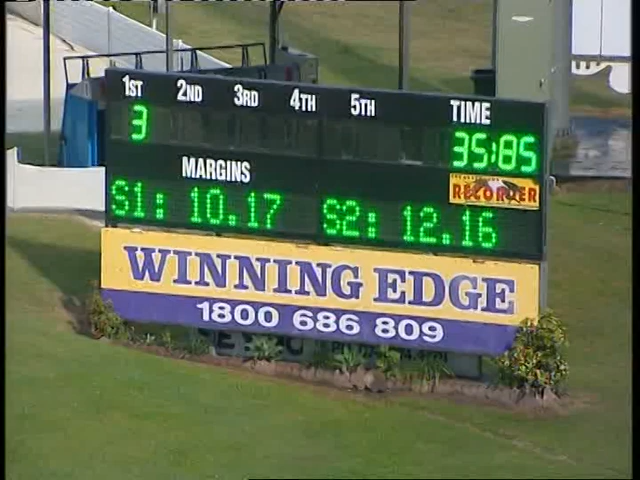 1ST 2ND 3RD 4TH 5TH TIME
3 35:85
MARGINS
RECORDER
S1: 10.17 S2: 12.16
WINNING EDGE
1800 686 809